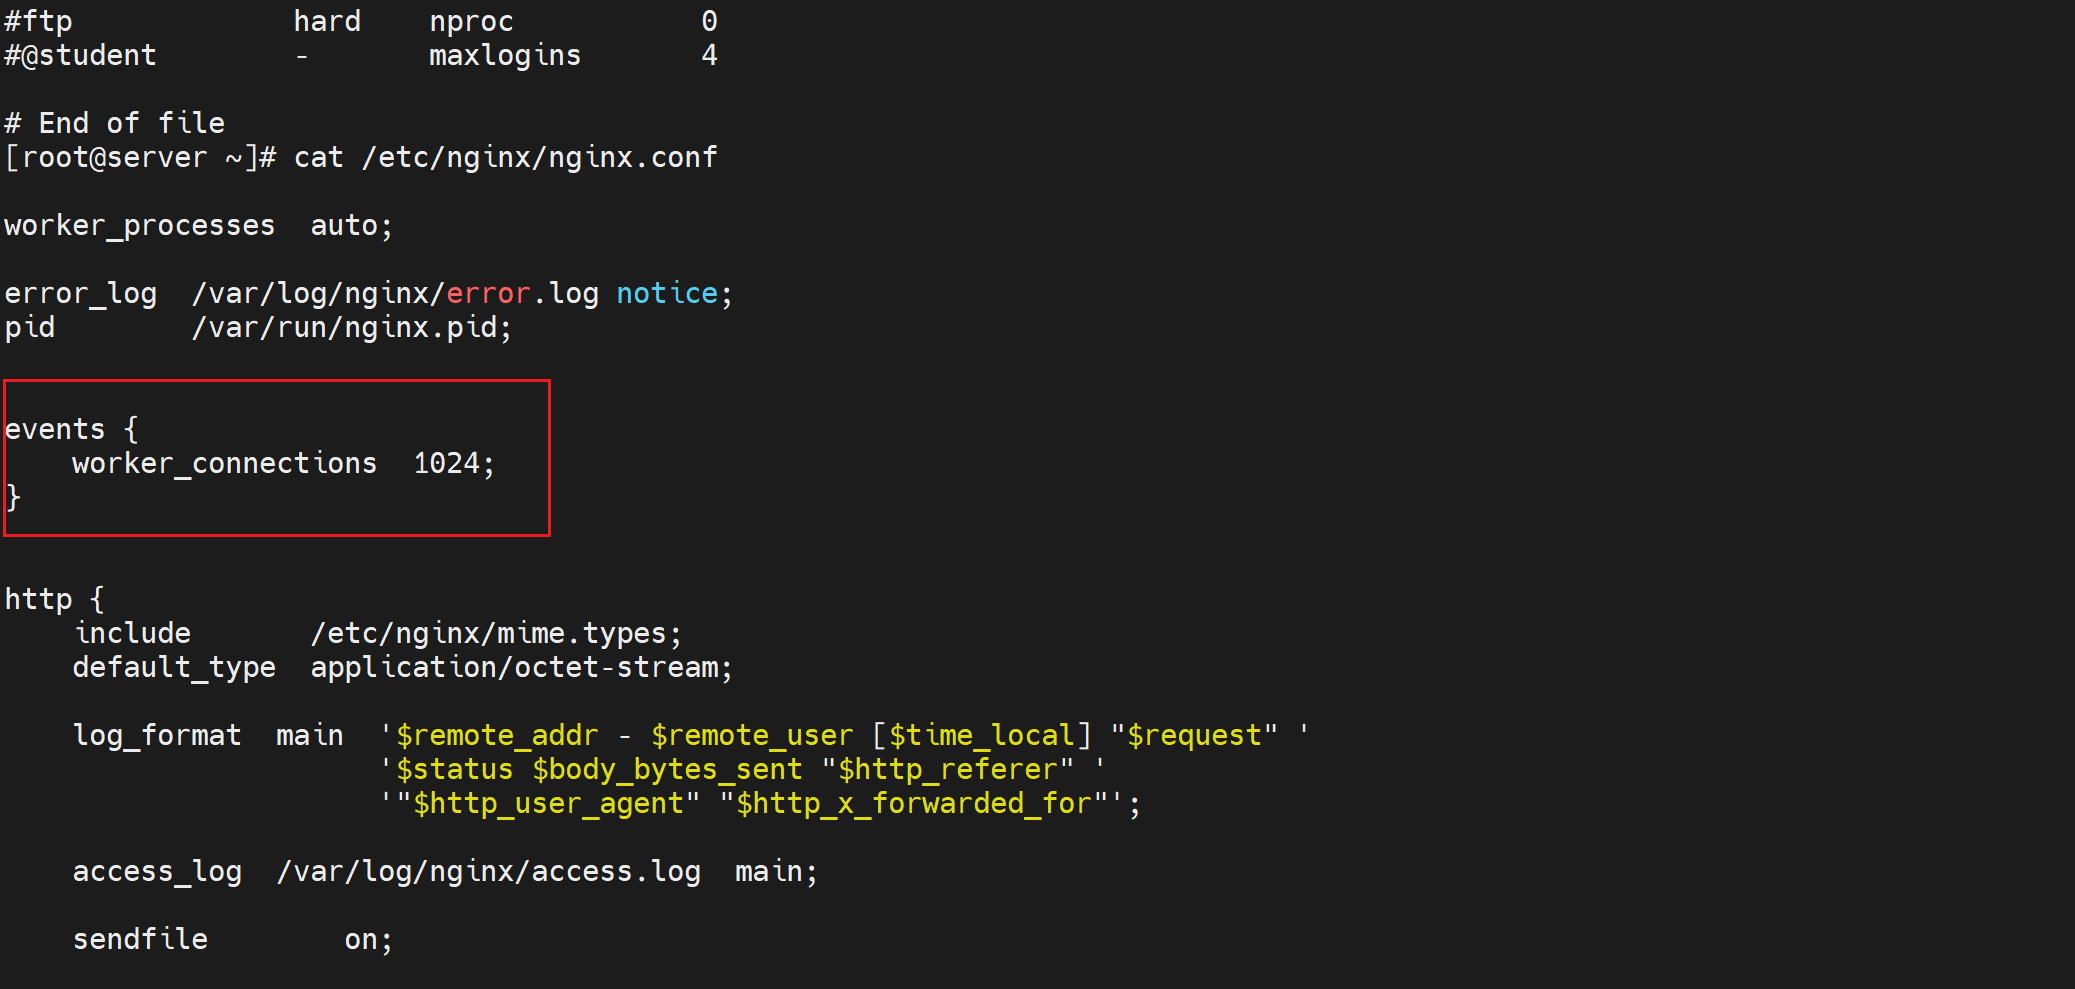 #ftp             hard    nproc           0
#@student        -       maxlogins       4
# End of file
[root@server ~]# cat /etc/nginx/nginx.conf
worker_processes  auto;
error_log  /var/log/nginx/error.log notice;
pid        /var/run/nginx.pid;
events {
    worker_connections  1024;
}
http {
    include       /etc/nginx/mime.types;
    default_type  application/octet-stream;
    log_format  main  '$remote_addr - $remote_user [$time_local] "$request" '
                      '$status $body_bytes_sent "$http_referer" '
                      '"$http_user_agent" "$http_x_forwarded_for"';
    access_log  /var/log/nginx/access.log  main;
    sendfile        on;